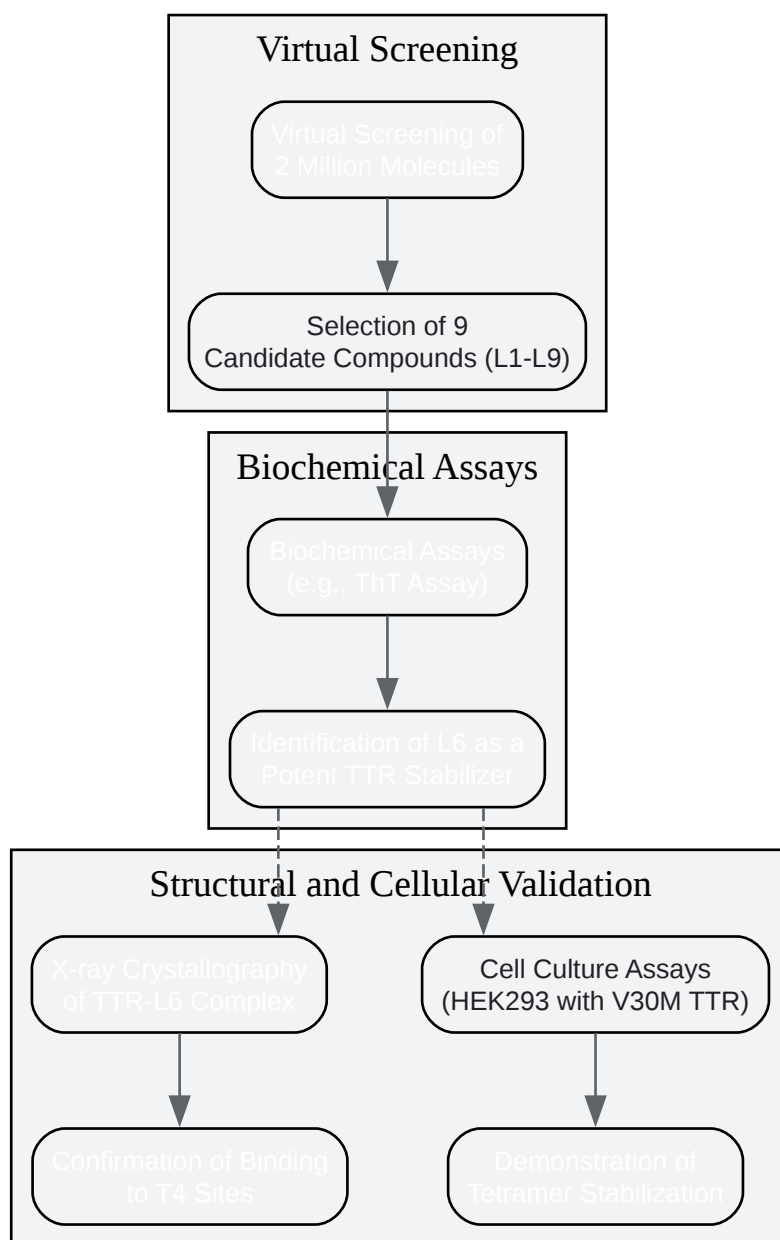 Virtual Screening
Virtual Screening of
2 Million Molecules
Selection of 9
Candidate Compounds (L1-L9)
Biochemical Assays
Biochemical Assays
(e.g., ThT Assay)
Identification of L6 as a
Potent TTR Stabilizer
Structural and Cellular Validation
X-ray Crystallography
of TTR-L6 Complex
Cell Culture Assays
(HEK293 with V30M TTR)
Confirmation of Binding
to T4 Sites
Demonstration of
Tetramer Stabilization